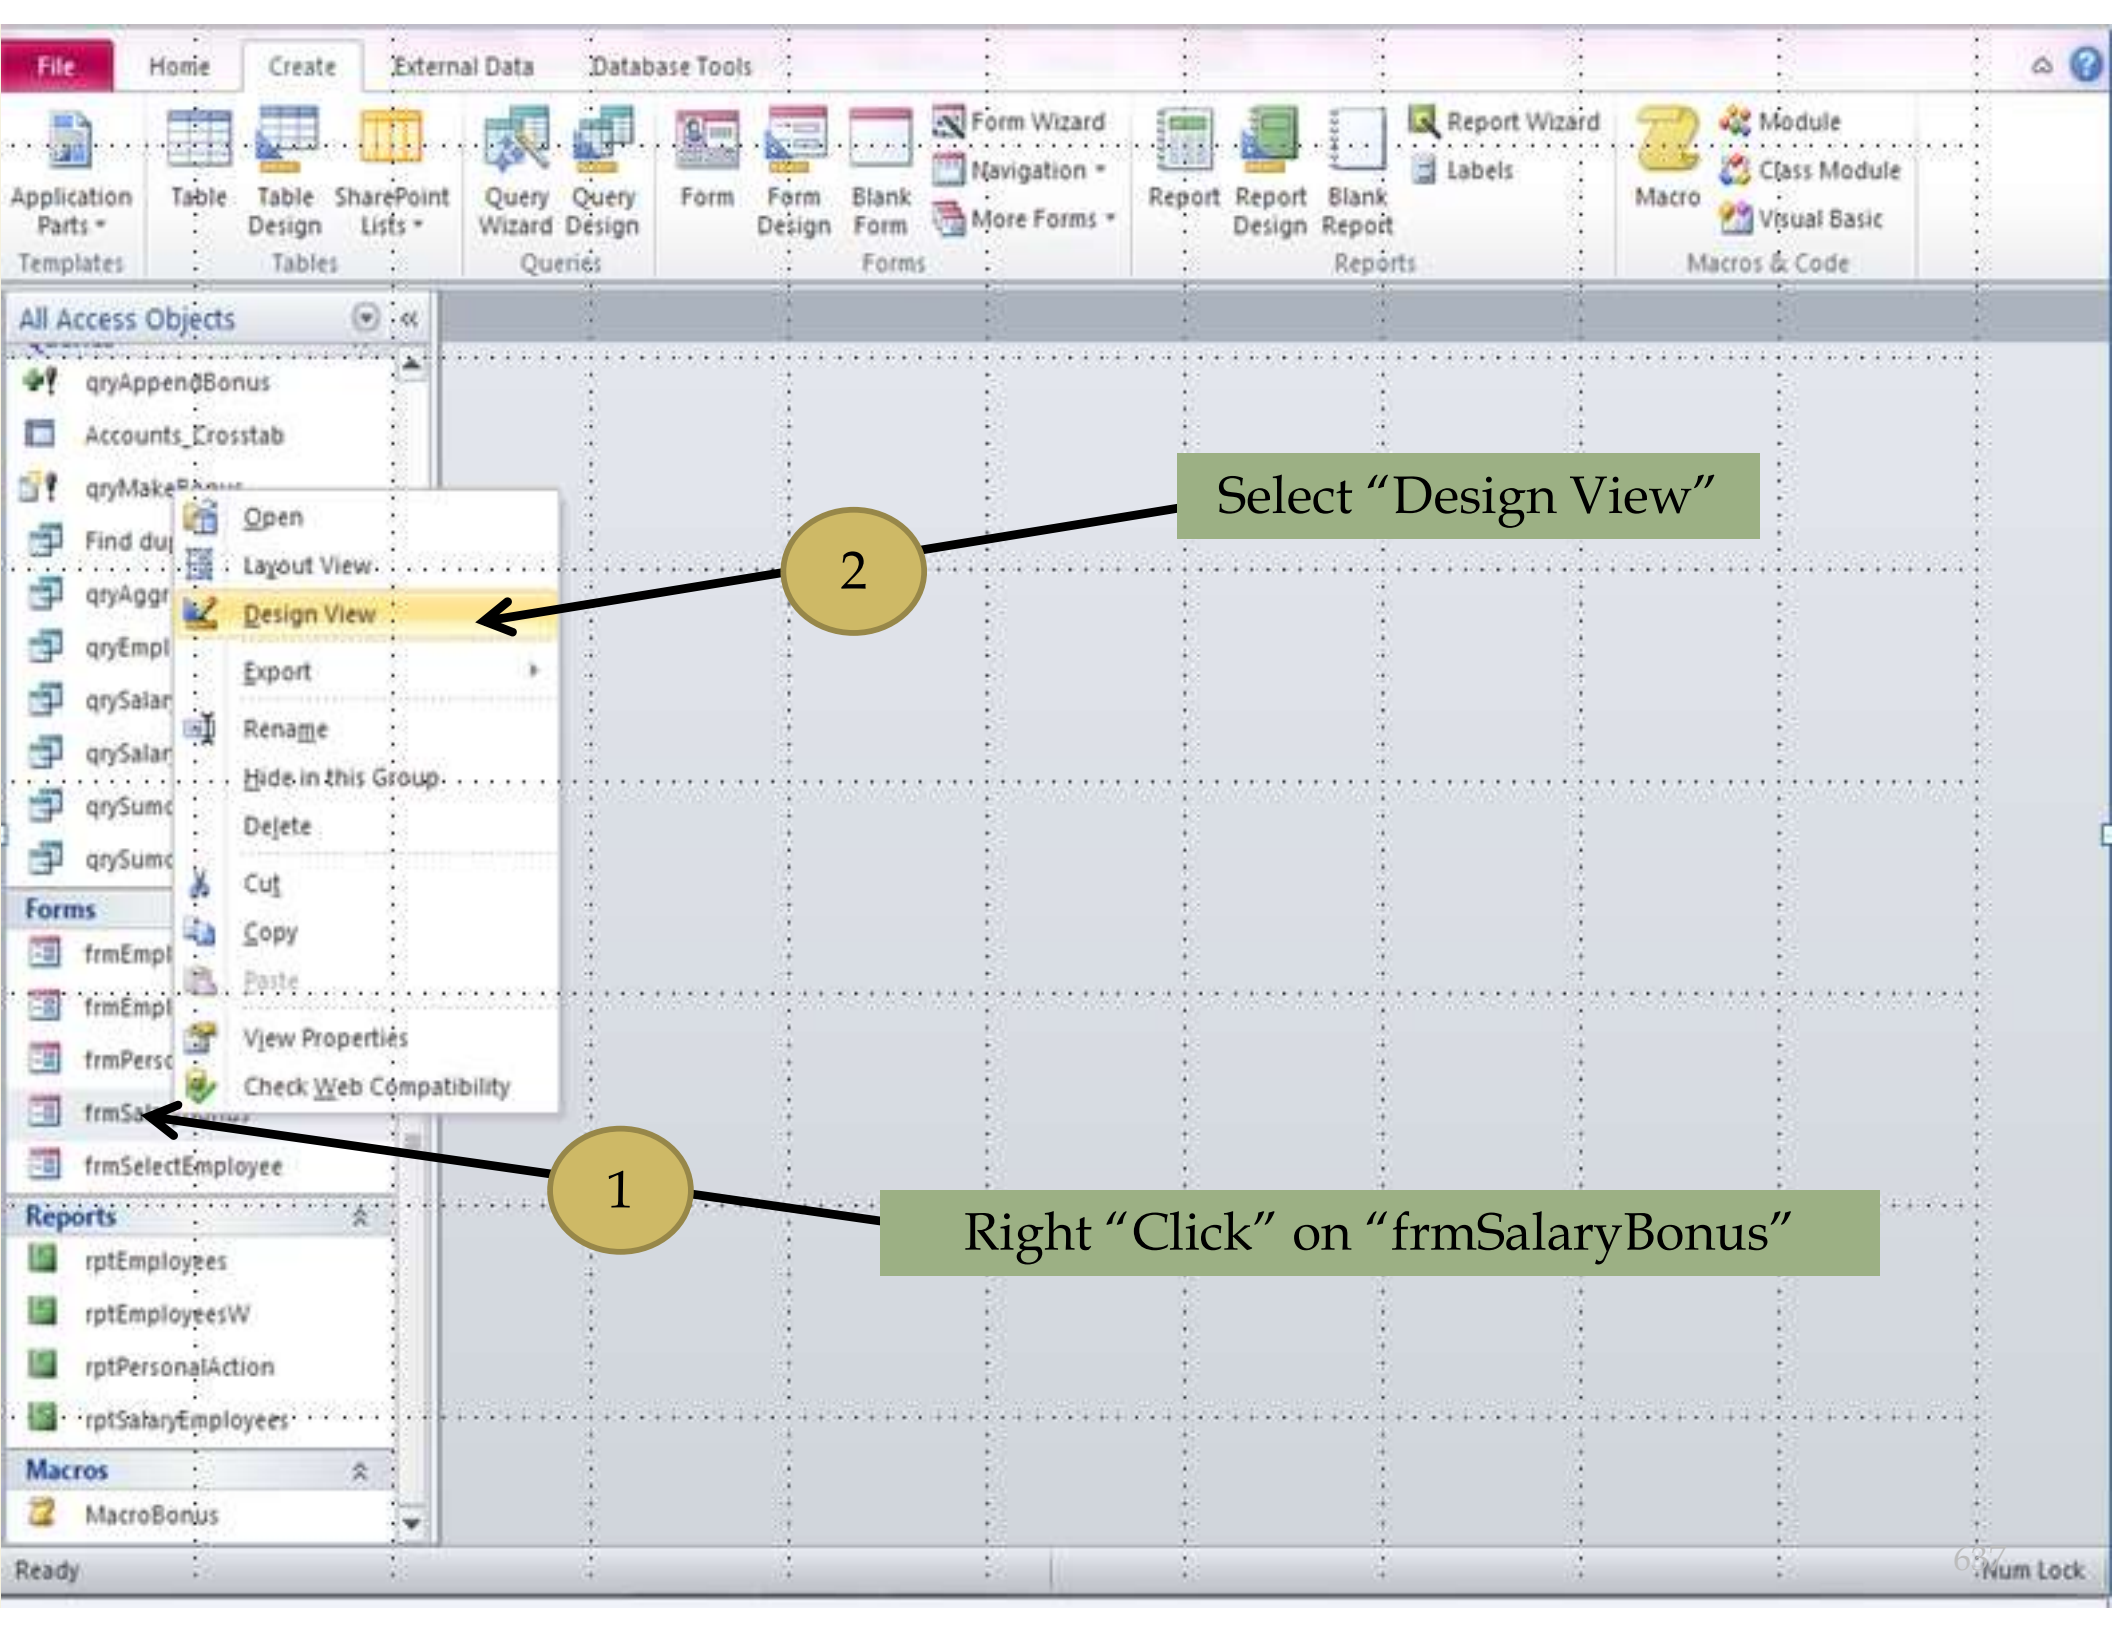 File Home Create External Data Database Tools
Form Wizard Report Wizard Module
Navigation Labels Class Module
Application Table Table SharePoint Query Query Form Form Blank Report Report Blank Macro
More Forms Visual Basic
Parts Design Lists Wizard Design Design Form Design Report
Templates Tables Queries Forms Reports Macros & Code
All Access Objects
qryAppendBonus
Accounts_Crosstab
Select “Design View”
Open
Find
Layout View
2
Design View
Export
Rename
Hide in this Group
Delete
Cut
Forms
Copy
Paste
View Properties
Check Web Compatibility
frmSelectEmployee
1
Reports
Right “Click” on “frmSalaryBonus”
rptEmployees
rptEmployeesW
rptPersonalAction
rptSalaryEmployees
Macros
MacroBonus
Ready 637 Num Lock